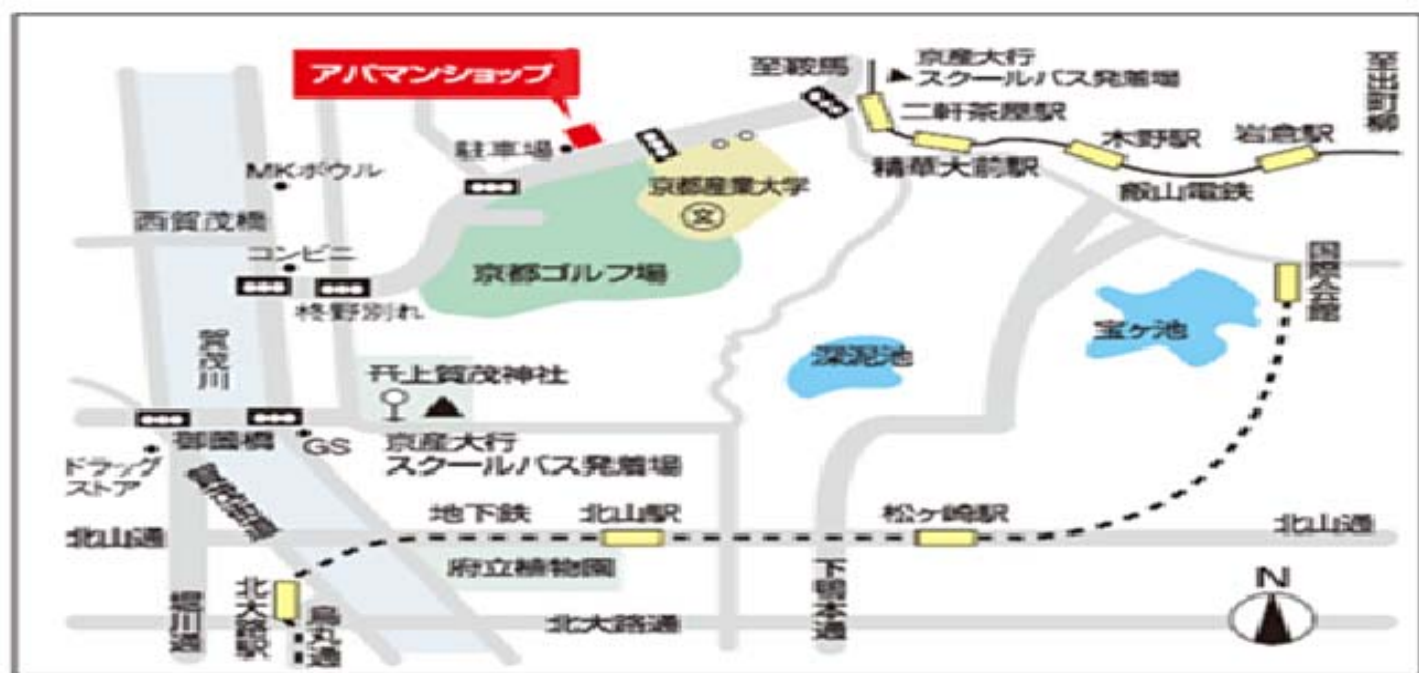 アパマンショップ
至鞍馬
京産大行
スクールバス発着場
至出町柳
二軒茶屋駅
木野駅
岩倉駅
精華大前駅
叡山電鉄
駐車場
MKボウル
京都産業大学
文
西賀茂橋
コンビニ
京都ゴルフ場
国際会館
柊野別れ
宝ヶ池
深泥池
賀茂川
上賀茂神社
御薗橋
GS
京産大行
スクールバス発着場
ドラッグ
ストア
地下鉄
北山駅
松ヶ崎駅
北山通
北山通
府立植物園
北大路駅
烏丸通
堀川通
下鴨本通
北大路通
N